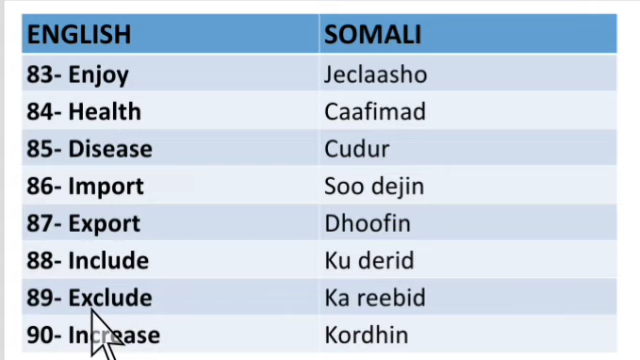 ENGLISH SOMALI
83- Enjoy Jeclaasho
84- Health Caafimad
85- Disease Cudur
86- Import Soo dejin
87- Export Dhoofin
88- Include Ku derid
89- Exclude Ka reebid
90- Increase Kordhin